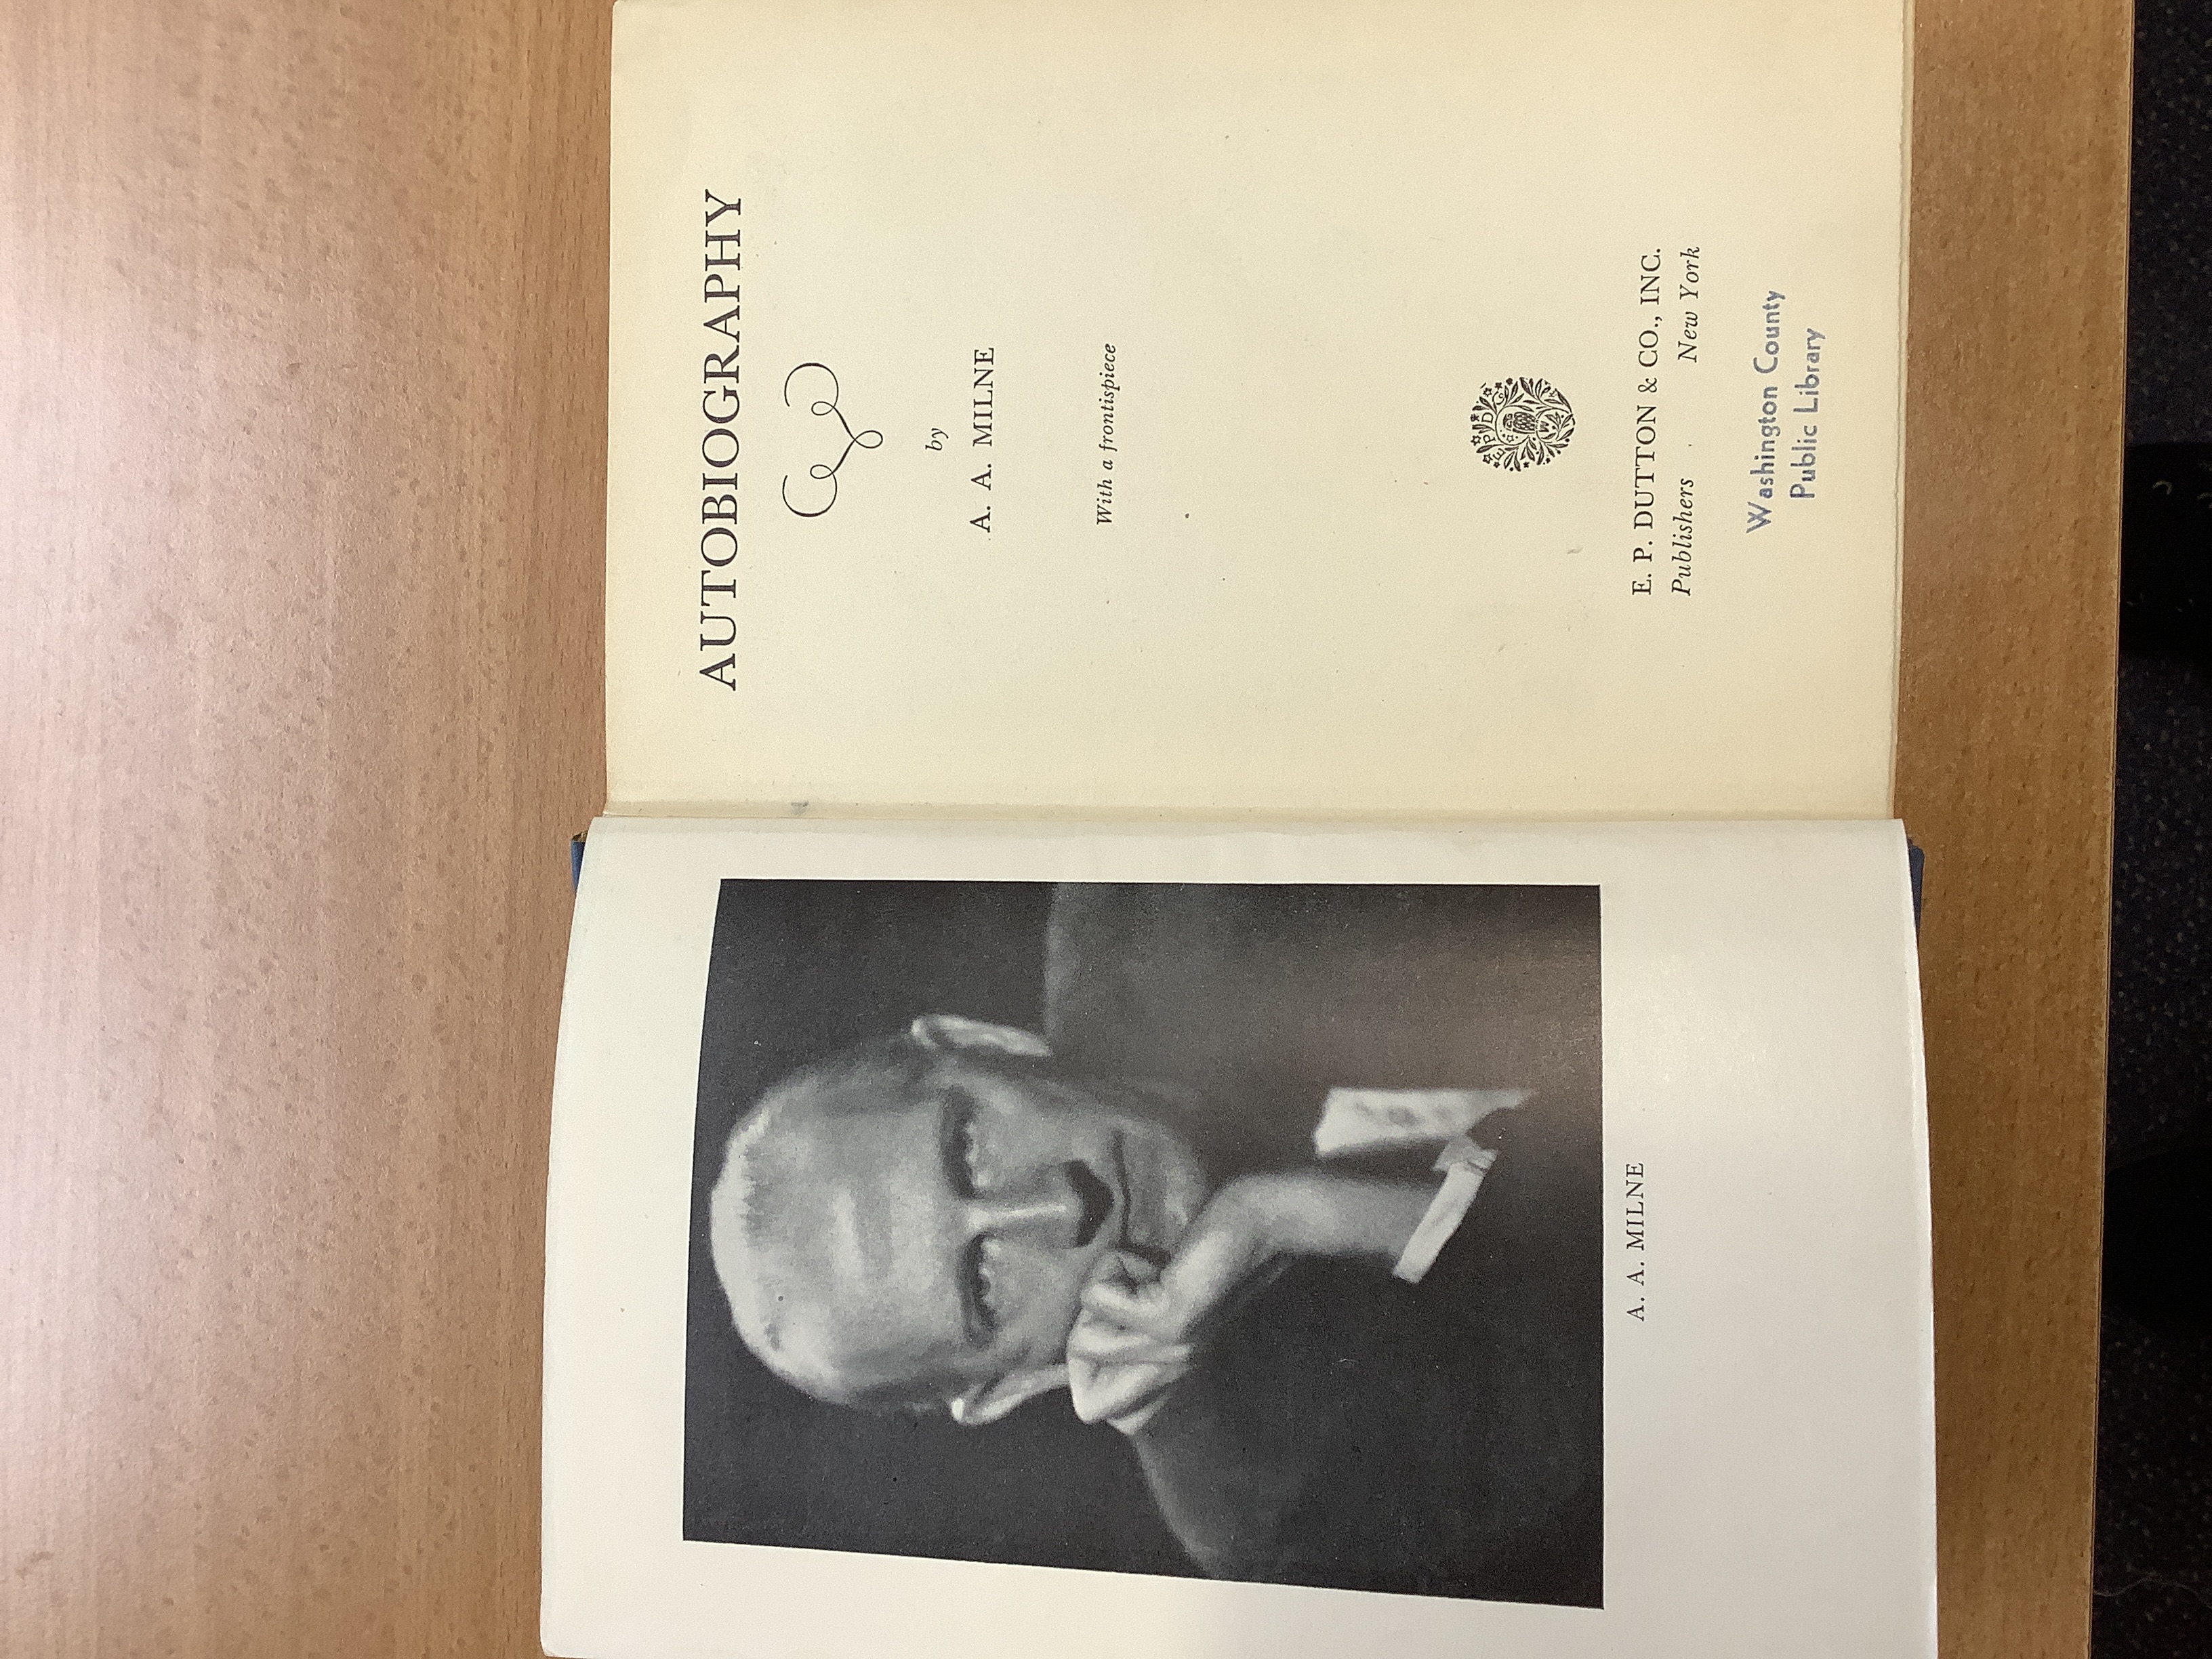 A. A. MILNE
AUTOBIOGRAPHY
by
A. A. MILNE
With a frontispiece
E. P. DUTTON & CO., INC.
Publishers . New York
Washington County
Public Library